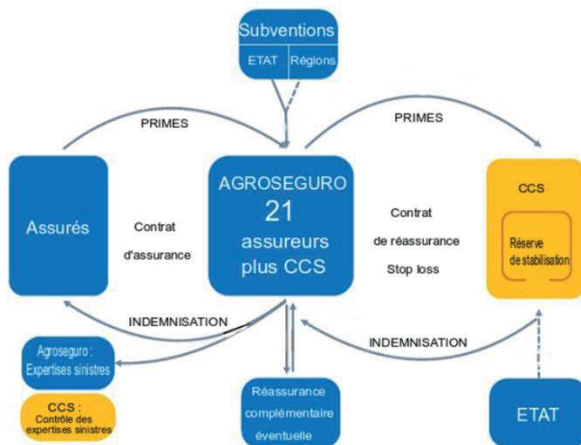 Subventions
ETAT
Régions
PRIMES
PRIMES
Assurés
Contrat
d'assurance
AGROSEGURO
21
assureurs
plus CCS
Contrat
de réassurance
Stop loss
CCS
Réserve
de stabilisation
INDEMNISATION
INDEMNISATION
Agroseguro :
Expertises sinistres
CCS :
Contrôle des
expertises sinistres
Réassurance
complémentaire
éventuelle
ETAT